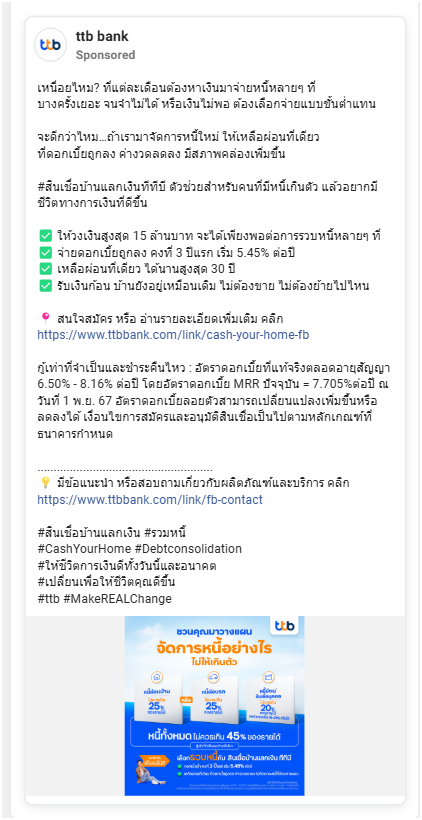 ttb
ttb bank
Sponsored
เหนื่อยไหม? ที่แต่ละเดือนต้องหาเงินมาจ่ายหนี้หลายๆ ที่
บางครั้งเยอะ จนจำไม่ได้ หรือเงินไม่พอ ต้องเลือกจ่ายแบบขั้นต่ำแทน
จะดีกว่าไหม...ถ้าเรามาจัดการหนี้ใหม่ ให้เหลือผ่อนที่เดียว
ที่ดอกเบี้ยถูกลง ค่างวดลดลง มีสภาพคล่องเพิ่มขึ้น
#สินเชื่อบ้านแลกเงินทีทีบี ตัวช่วยสำหรับคนที่มีหนี้เกินตัว แล้วอยากมี
ชีวิตทางการเงินที่ดีขึ้น
✅ ให้วงเงินสูงสุด 15 ล้านบาท จะได้เพียงพอต่อการรวบหนี้หลายๆ ที่
✅ จ่ายดอกเบี้ยถูกลง คงที่ 3 ปีแรก เริ่ม 5.45% ต่อปี
✅ เหลือผ่อนที่เดียว ได้นานสูงสุด 30 ปี
✅ รับเงินก้อน บ้านยังอยู่เหมือนเดิม ไม่ต้องขาย ไม่ต้องย้ายไปไหน
📍 สนใจสมัคร หรือ อ่านรายละเอียดเพิ่มเติม คลิก
https://www.ttbbank.com/link/cash-your-home-fb
กู้เท่าที่จำเป็นและชำระคืนไหว : อัตราดอกเบี้ยที่แท้จริงตลอดอายุสัญญา
6.50% - 8.16% ต่อปี โดยอัตราดอกเบี้ย MRR ปัจจุบัน = 7.705%ต่อปี ณ
วันที่ 1 พ.ย. 67 อัตราดอกเบี้ยลอยตัวสามารถเปลี่ยนแปลงเพิ่มขึ้นหรือ
ลดลงได้ เงื่อนไขการสมัครและอนุมัติสินเชื่อเป็นไปตามหลักเกณฑ์ที่
ธนาคารกำหนด
......................................................
💡 มีข้อแนะนำ หรือสอบถามเกี่ยวกับผลิตภัณฑ์และบริการ คลิก
https://www.ttbbank.com/link/fb-contact
#สินเชื่อบ้านแลกเงิน #รวมหนี้
#CashYourHome #Debtconsolidation
#ให้ชีวิตการเงินดีทั้งวันนี้และอนาคต
#เปลี่ยนเพื่อให้ชีวิตคุณดีขึ้น
#ttb #MakeREALChange
ttb
ชวนคุณมาวางแผน
จัดการหนี้อย่างไร
ไม่ให้เกินตัว
หนี้ผ่อนบ้าน
25%
หรือ
หนี้ผ่อนรถ
25%
20%
หนี้ทั้งหมด ไม่ควรเกิน 45% ของรายได้
เลือกรวบหนี้กับ สินเชื่อบ้านแลกเงิน ทีทีบี